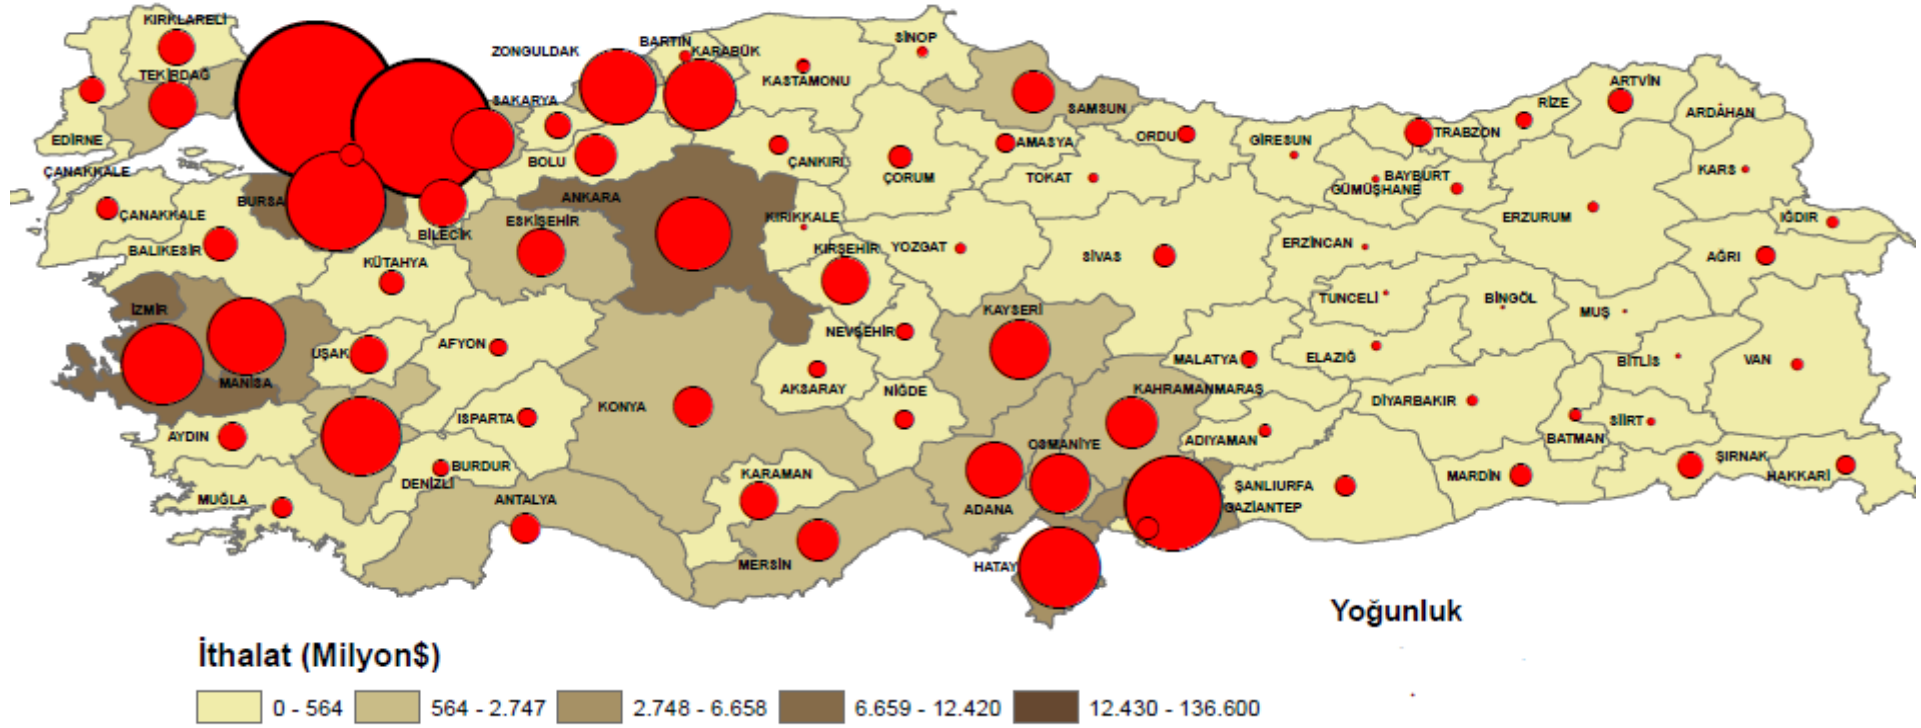 KIRKLARELİ
TEKİRDAĞ
EDİRNE
ÇANAKKALE
ÇANAKKALE
BALIKESİR
BURSA
BİLECİK
SAKARYA
ZONGULDAK
BARTIN
KARABÜK
KASTAMONU
SİNOP
SAMSUN
BOLU
ÇANKIRI
ÇORUM
AMASYA
TOKAT
ORDU
GİRESUN
TRABZON
RİZE
ARTVİN
ARDAHAN
KARS
IĞDIR
AĞRI
GÜMÜŞHANE
BAYBURT
ERZURUM
ERZİNCAN
ANKARA
ESKİŞEHİR
KÜTAHYA
KIRIKKALE
KIRŞEHİR
YOZGAT
SİVAS
TUNCELİ
BİNGÖL
MUŞ
BİTLİS
VAN
İZMİR
MANİSA
UŞAK
AFYON
NEVŞEHİR
KAYSERİ
MALATYA
ELAZIĞ
AKSARAY
NİĞDE
KAHRAMANMARAŞ
DİYARBAKIR
BATMAN
SİİRT
AYDIN
ISPARTA
KONYA
ADIYAMAN
OSMANİYE
MUĞLA
DENİZLİ
BURDUR
ANTALYA
KARAMAN
MERSİN
ADANA
HATAY
GAZİANTEP
ŞANLIURFA
MARDİN
ŞIRNAK
HAKKARİ
Yoğunluk
İthalat (Milyon$)
0 - 564
564 - 2.747
2.748 - 6.658
6.659 - 12.420
12.430 - 136.600